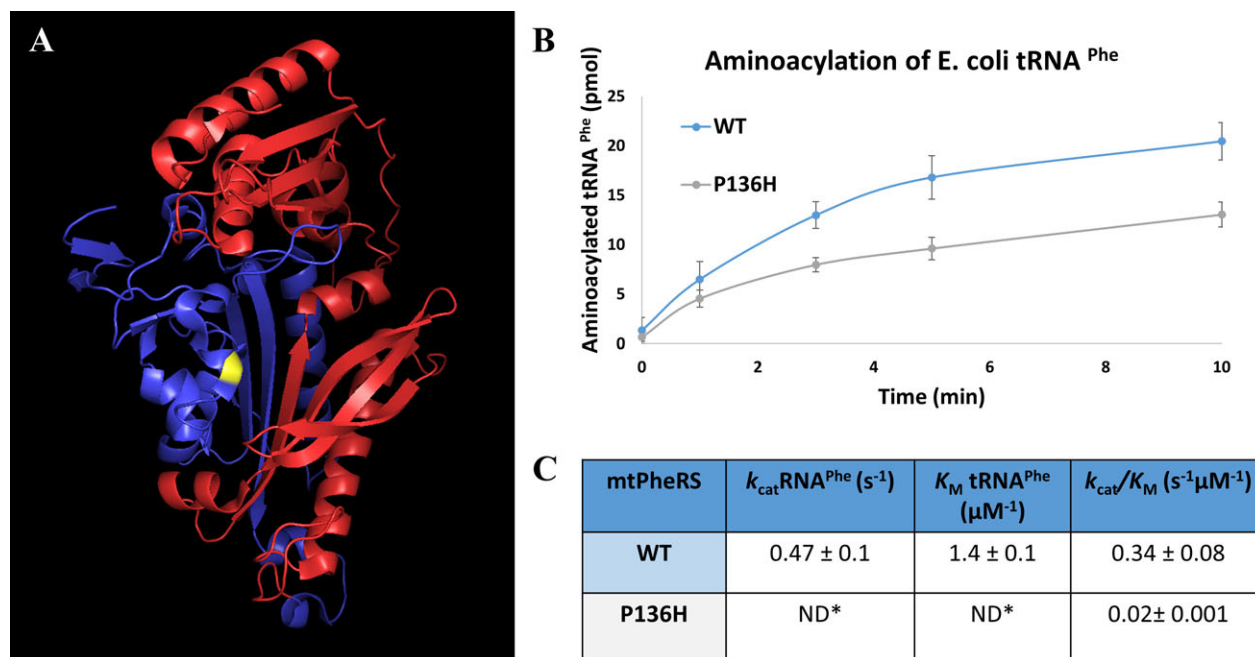 A
B
Aminoacylation of E. coli tRNA Phe
Aminoacylated tRNA Phe (pmol)
25
20
15
10
5
0
WT
P136H
0 2 4 6 8 10
Time (min)
C
mtPheRS kcatRNAPhe (s-1) KM tRNAPhe (µM-1) kcat/KM (s-1µM-1)
WT 0.47 ± 0.1 1.4 ± 0.1 0.34 ± 0.08
P136H ND* ND* 0.02± 0.001